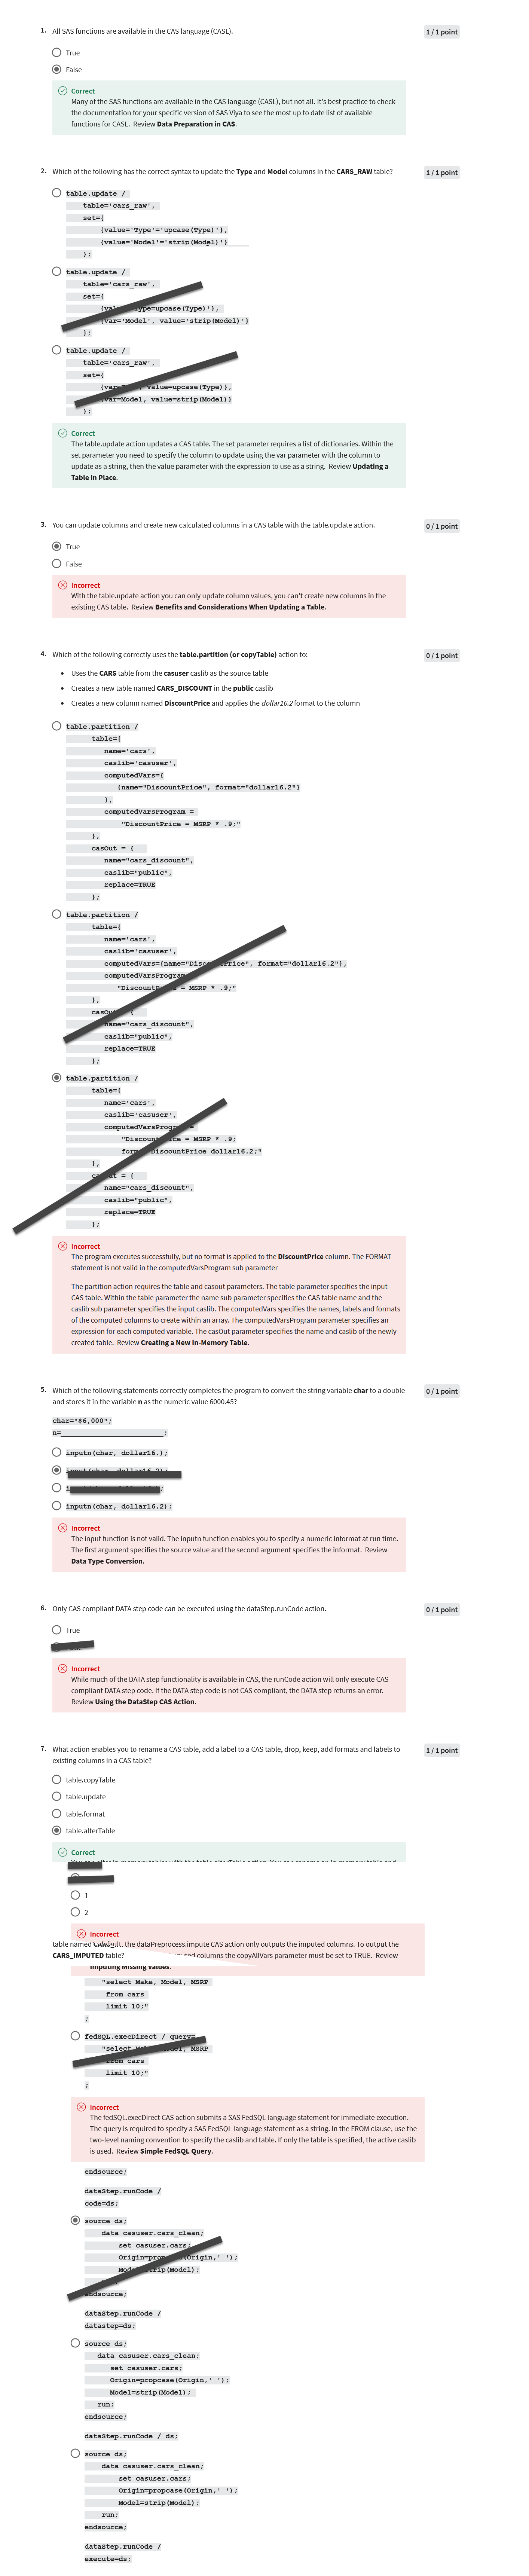 1. All SAS functions are available in the CAS language (CASL).
1 / 1 point
True
False
Correct
Many of the SAS functions are available in the CAS language (CASL), but not all. It's best practice to check
the documentation for your specific version of SAS Viya to see the most up to date list of available
functions for CASL. Review Data Preparation in CAS.
2. Which of the following has the correct syntax to update the Type and Model columns in the CARS_RAW table?
1 / 1 point
table.update /
table='cars_raw',
set={
{value='Type'='upcase(Type)'},
{value='Model'='strip(Model)'}
};
table.update /
table='cars_raw',
set={
Type=upcase(Type)'},
{var='Model', value='strip(Model)'}
};
table.update /
table='cars_raw',
set={
value=upcase(Type)},
{var=Model, value=strip(Model)}
};
Correct
The table.update action updates a CAS table. The set parameter requires a list of dictionaries. Within the
set parameter you need to specify the column to update using the var parameter with the column to
update as a string, then the value parameter with the expression to use as a string. Review Updating a
Table in Place.
3. You can update columns and create new calculated columns in a CAS table with the table.update action.
0 / 1 point
True
False
Incorrect
With the table.update action you can only update column values, you can't create new columns in the
existing CAS table. Review Benefits and Considerations When Updating a Table.
4. Which of the following correctly uses the table.partition (or copyTable) action to:
0 / 1 point
• Uses the CARS table from the casuser caslib as the source table
• Creates a new table named CARS_DISCOUNT in the public caslib
• Creates a new column named DiscountPrice and applies the dollar16.2 format to the column
table.partition /
table={
name='cars',
caslib='casuser',
computedVars={
{name="DiscountPrice", format="dollar16.2"}
},
computedVarsProgram =
"DiscountPrice = MSRP * .9;"
},
casOut = {
name="cars_discount",
caslib="public",
replace=TRUE
};
table.partition /
table={
name='cars',
caslib='casuser',
computedVars={name="DiscountPrice", format="dollar16.2"},
computedVarsProgram
"DiscountPrice = MSRP * .9;"
},
casOut = {
name="cars_discount",
caslib="public",
replace=TRUE
};
table.partition /
table={
name='cars',
caslib='casuser',
computedVarsProgram =
"DiscountPrice = MSRP * .9;
format DiscountPrice dollar16.2;"
},
casOut = {
name="cars_discount",
caslib="public",
replace=TRUE
};
Incorrect
The program executes successfully, but no format is applied to the DiscountPrice column. The FORMAT
statement is not valid in the computedVarsProgram sub parameter
The partition action requires the table and casout parameters. The table parameter specifies the input
CAS table. Within the table parameter the name sub parameter specifies the CAS table name and the
caslib sub parameter specifies the input caslib. The computedVars specifies the names, labels and formats
of the computed columns to create within an array. The computedVarsProgram parameter specifies an
expression for each computed variable. The casOut parameter specifies the name and caslib of the newly
created table. Review Creating a New In-Memory Table.
5. Which of the following statements correctly completes the program to convert the string variable char to a double
and stores it in the variable n as the numeric value 6000.45?
0 / 1 point
char="$6,000";
n=________________________;
inputn(char, dollar16.);
input(char, dollar16.2);
;
inputn(char, dollar16.2);
Incorrect
The input function is not valid. The inputn function enables you to specify a numeric informat at run time.
The first argument specifies the source value and the second argument specifies the informat. Review
Data Type Conversion.
6. Only CAS compliant DATA step code can be executed using the dataStep.runCode action.
0 / 1 point
True
Incorrect
While much of the DATA step functionality is available in CAS, the runCode action will only execute CAS
compliant DATA step code. If the DATA step code is not CAS compliant, the DATA step returns an error.
Review Using the DataStep CAS Action.
7. What action enables you to rename a CAS table, add a label to a CAS table, drop, keep, add formats and labels to
existing columns in a CAS table?
1 / 1 point
table.copyTable
table.update
table.format
table.alterTable
Correct
1
2
Incorrect
table named default, the dataPreprocess.impute CAS action only outputs the imputed columns. To output the
CARS_IMPUTED table? columns the copyAllVars parameter must be set to TRUE. Review
Imputing Missing Values.
"select Make, Model, MSRP
from cars
limit 10;"
;
fedSQL.execDirect / query=
"select Model, MSRP
from cars
limit 10;"
;
Incorrect
The fedSQL.execDirect CAS action submits a SAS FedSQL language statement for immediate execution.
The query is required to specify a SAS FedSQL language statement as a string. In the FROM clause, use the
two-level naming convention to specify the caslib and table. If only the table is specified, the active caslib
is used. Review Simple FedSQL Query.
endsource;
dataStep.runCode /
code=ds;
source ds;
data casuser.cars_clean;
set casuser.cars;
Origin=propcase(Origin,' ');
Model=strip(Model);
endsource;
dataStep.runCode /
datastep=ds;
source ds;
data casuser.cars_clean;
set casuser.cars;
Origin=propcase(Origin,' ');
Model=strip(Model);
run;
endsource;
dataStep.runCode / ds;
source ds;
data casuser.cars_clean;
set casuser.cars;
Origin=propcase(Origin,' ');
Model=strip(Model);
run;
endsource;
dataStep.runCode /
execute=ds;